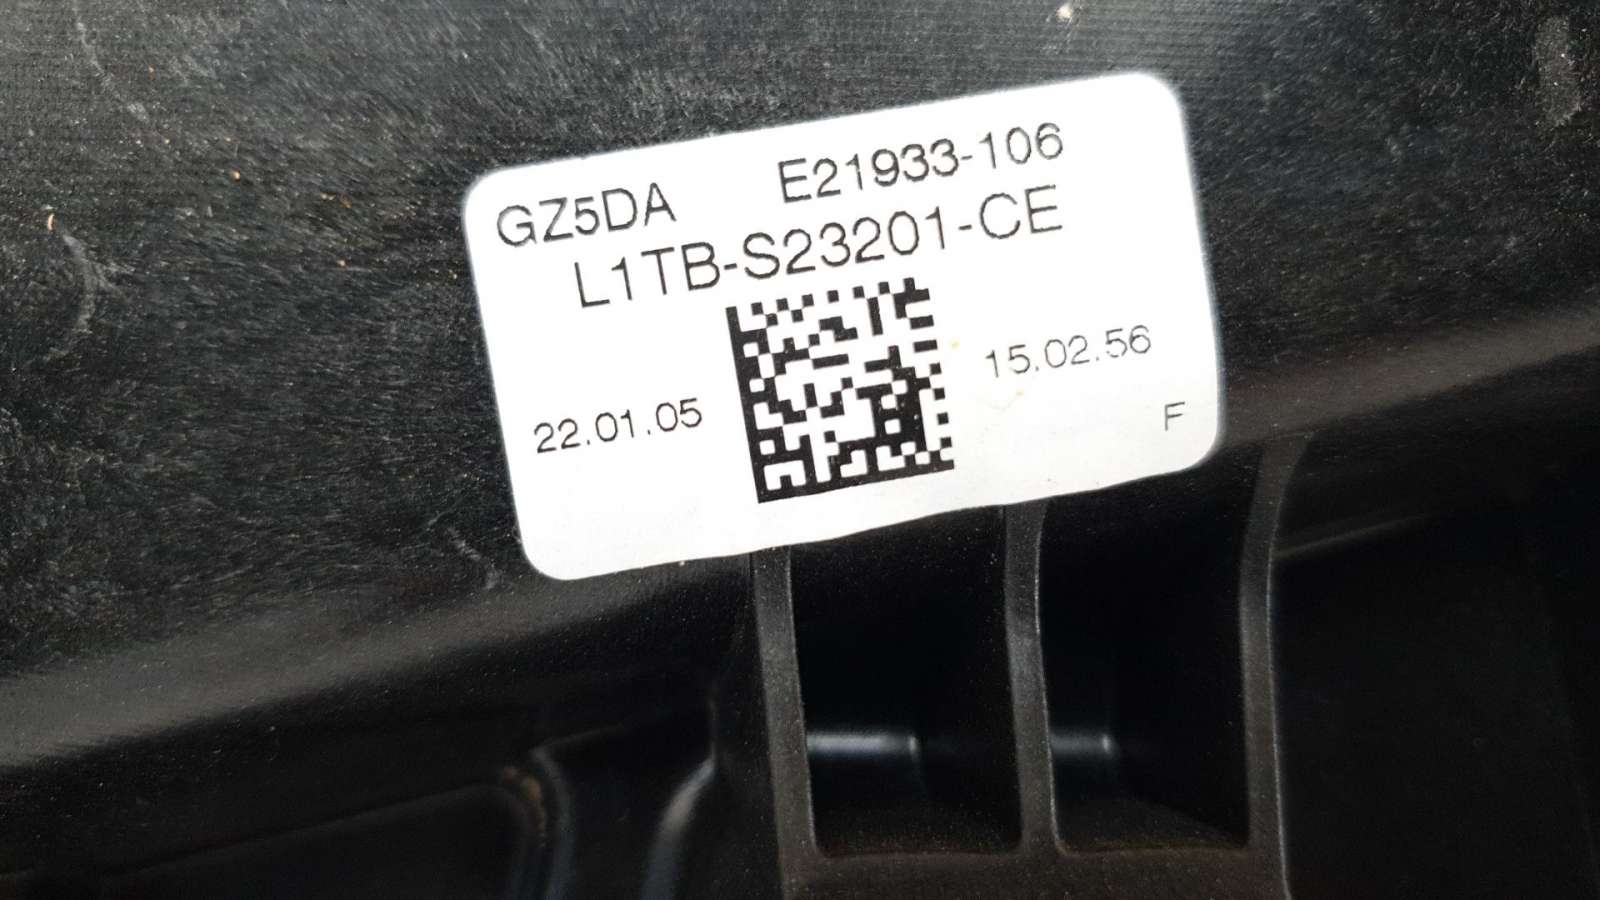 GZ5DA E21933-106
L1TB-S23201-CE
22.01.05 15.02.56
F